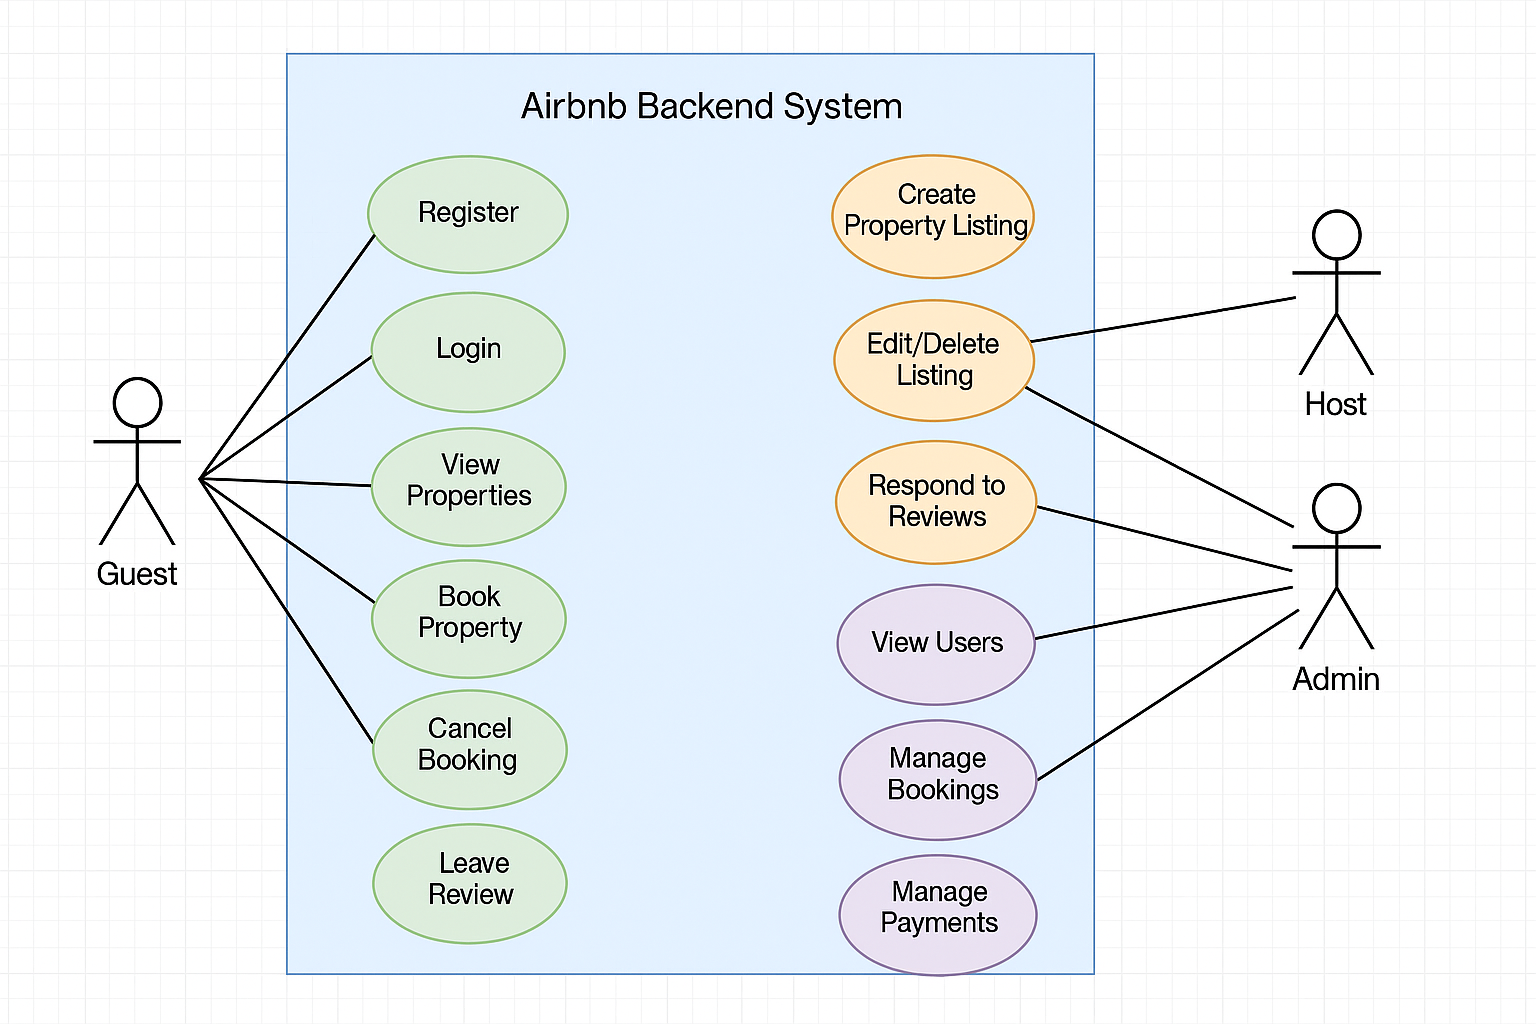 Airbnb Backend System
Register
Login
View
Properties
Book
Property
Cancel
Booking
Leave
Review
Create
Property Listing
Edit/Delete
Listing
Respond to
Reviews
View Users
Manage
Bookings
Manage
Payments
Guest
Host
Admin